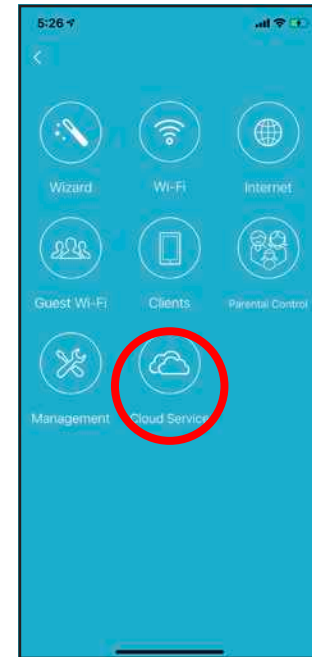 5:26
Wizard
Wi-Fi
Internet
Guest Wi-Fi
Clients
Parental Control
Management
Cloud Service